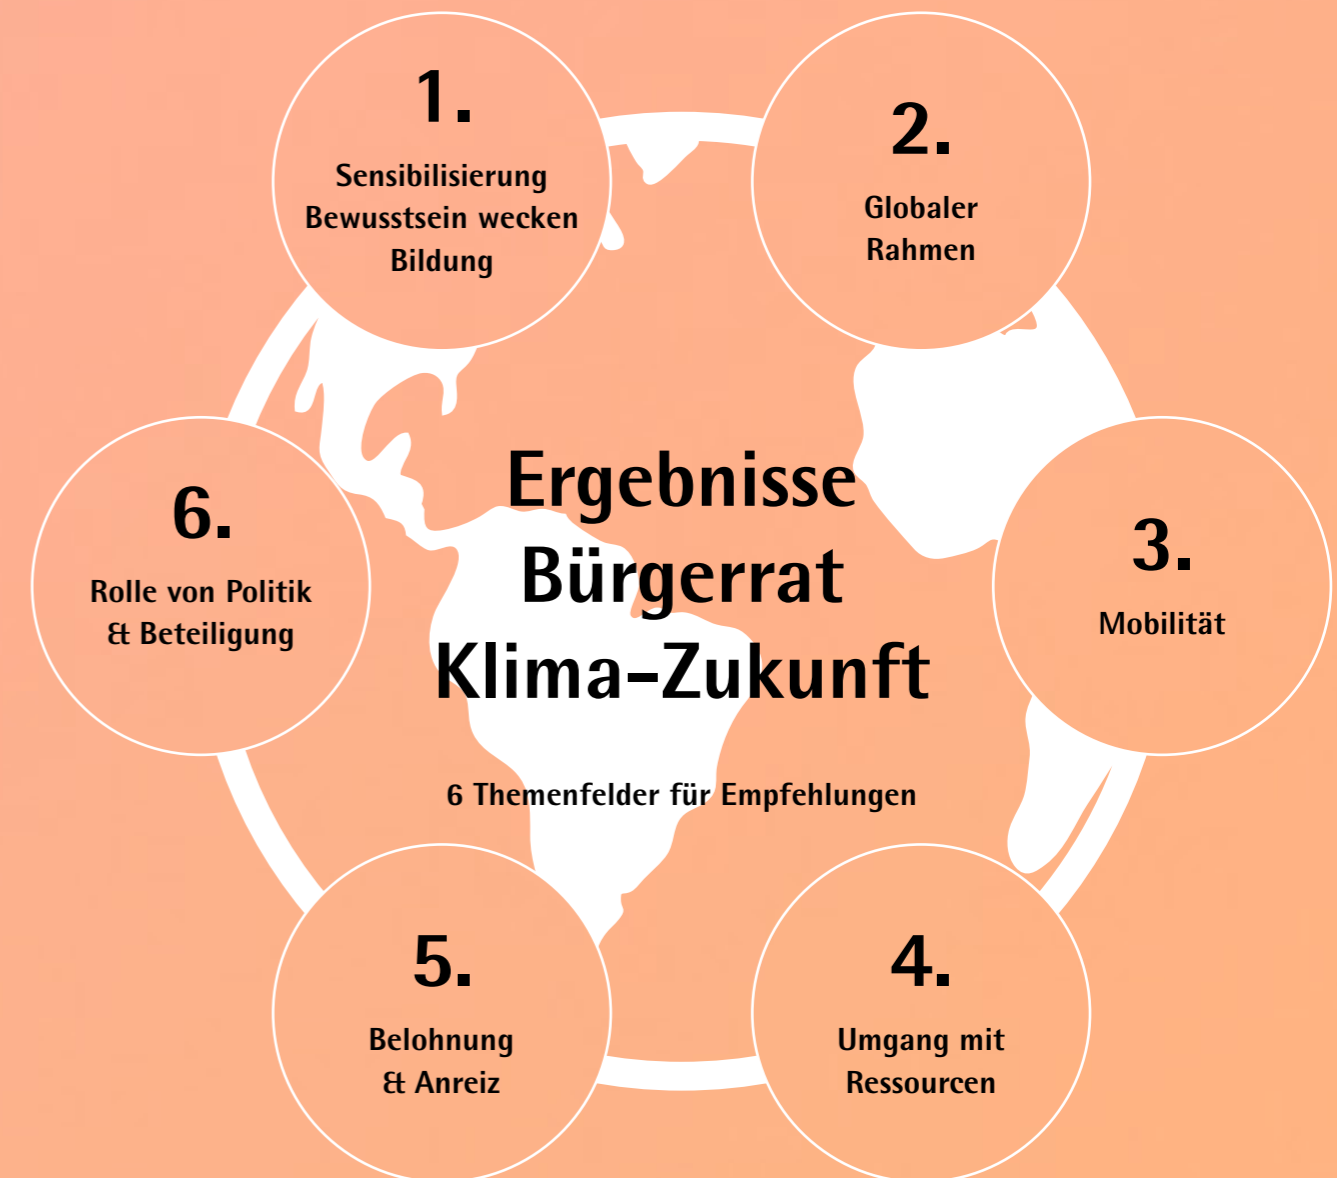 1.
Sensibilisierung
Bewusstsein wecken
Bildung
2.
Globaler
Rahmen
Ergebnisse
Bürgerrat
Klima-Zukunft
6 Themenfelder für Empfehlungen
3.
Mobilität
4.
Umgang mit
Ressourcen
5.
Belohnung
& Anreiz
6.
Rolle von Politik
& Beteiligung